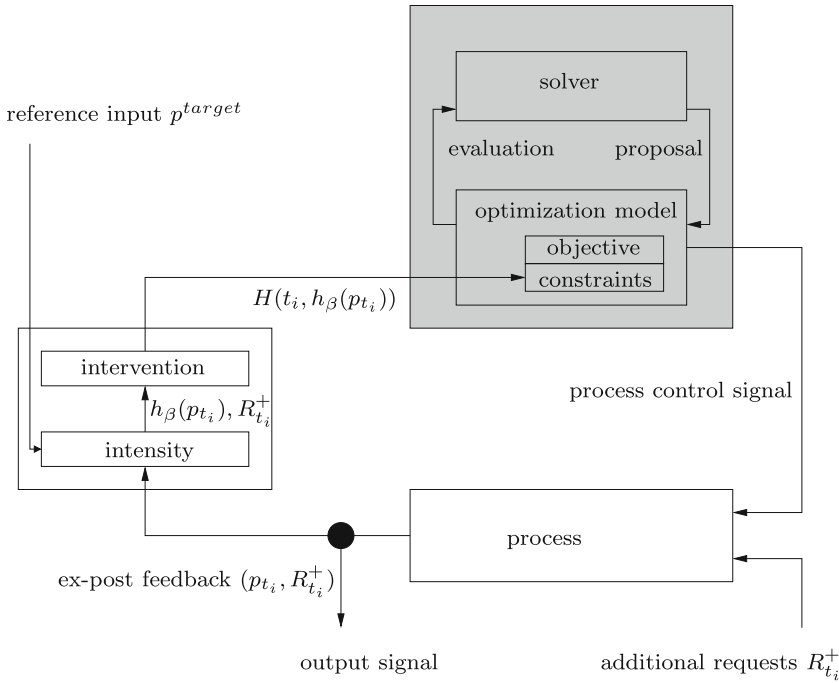 solver
reference input p^{target}
evaluation
proposal
optimization model
objective
constraints
H(t_i, h_β(p_{t_i}))
intervention
process control signal
h_β(p_{t_i}), R^+_{t_i}
intensity
process
ex-post feedback (p_{t_i}, R^+_{t_i})
output signal
additional requests R^+_{t_i}